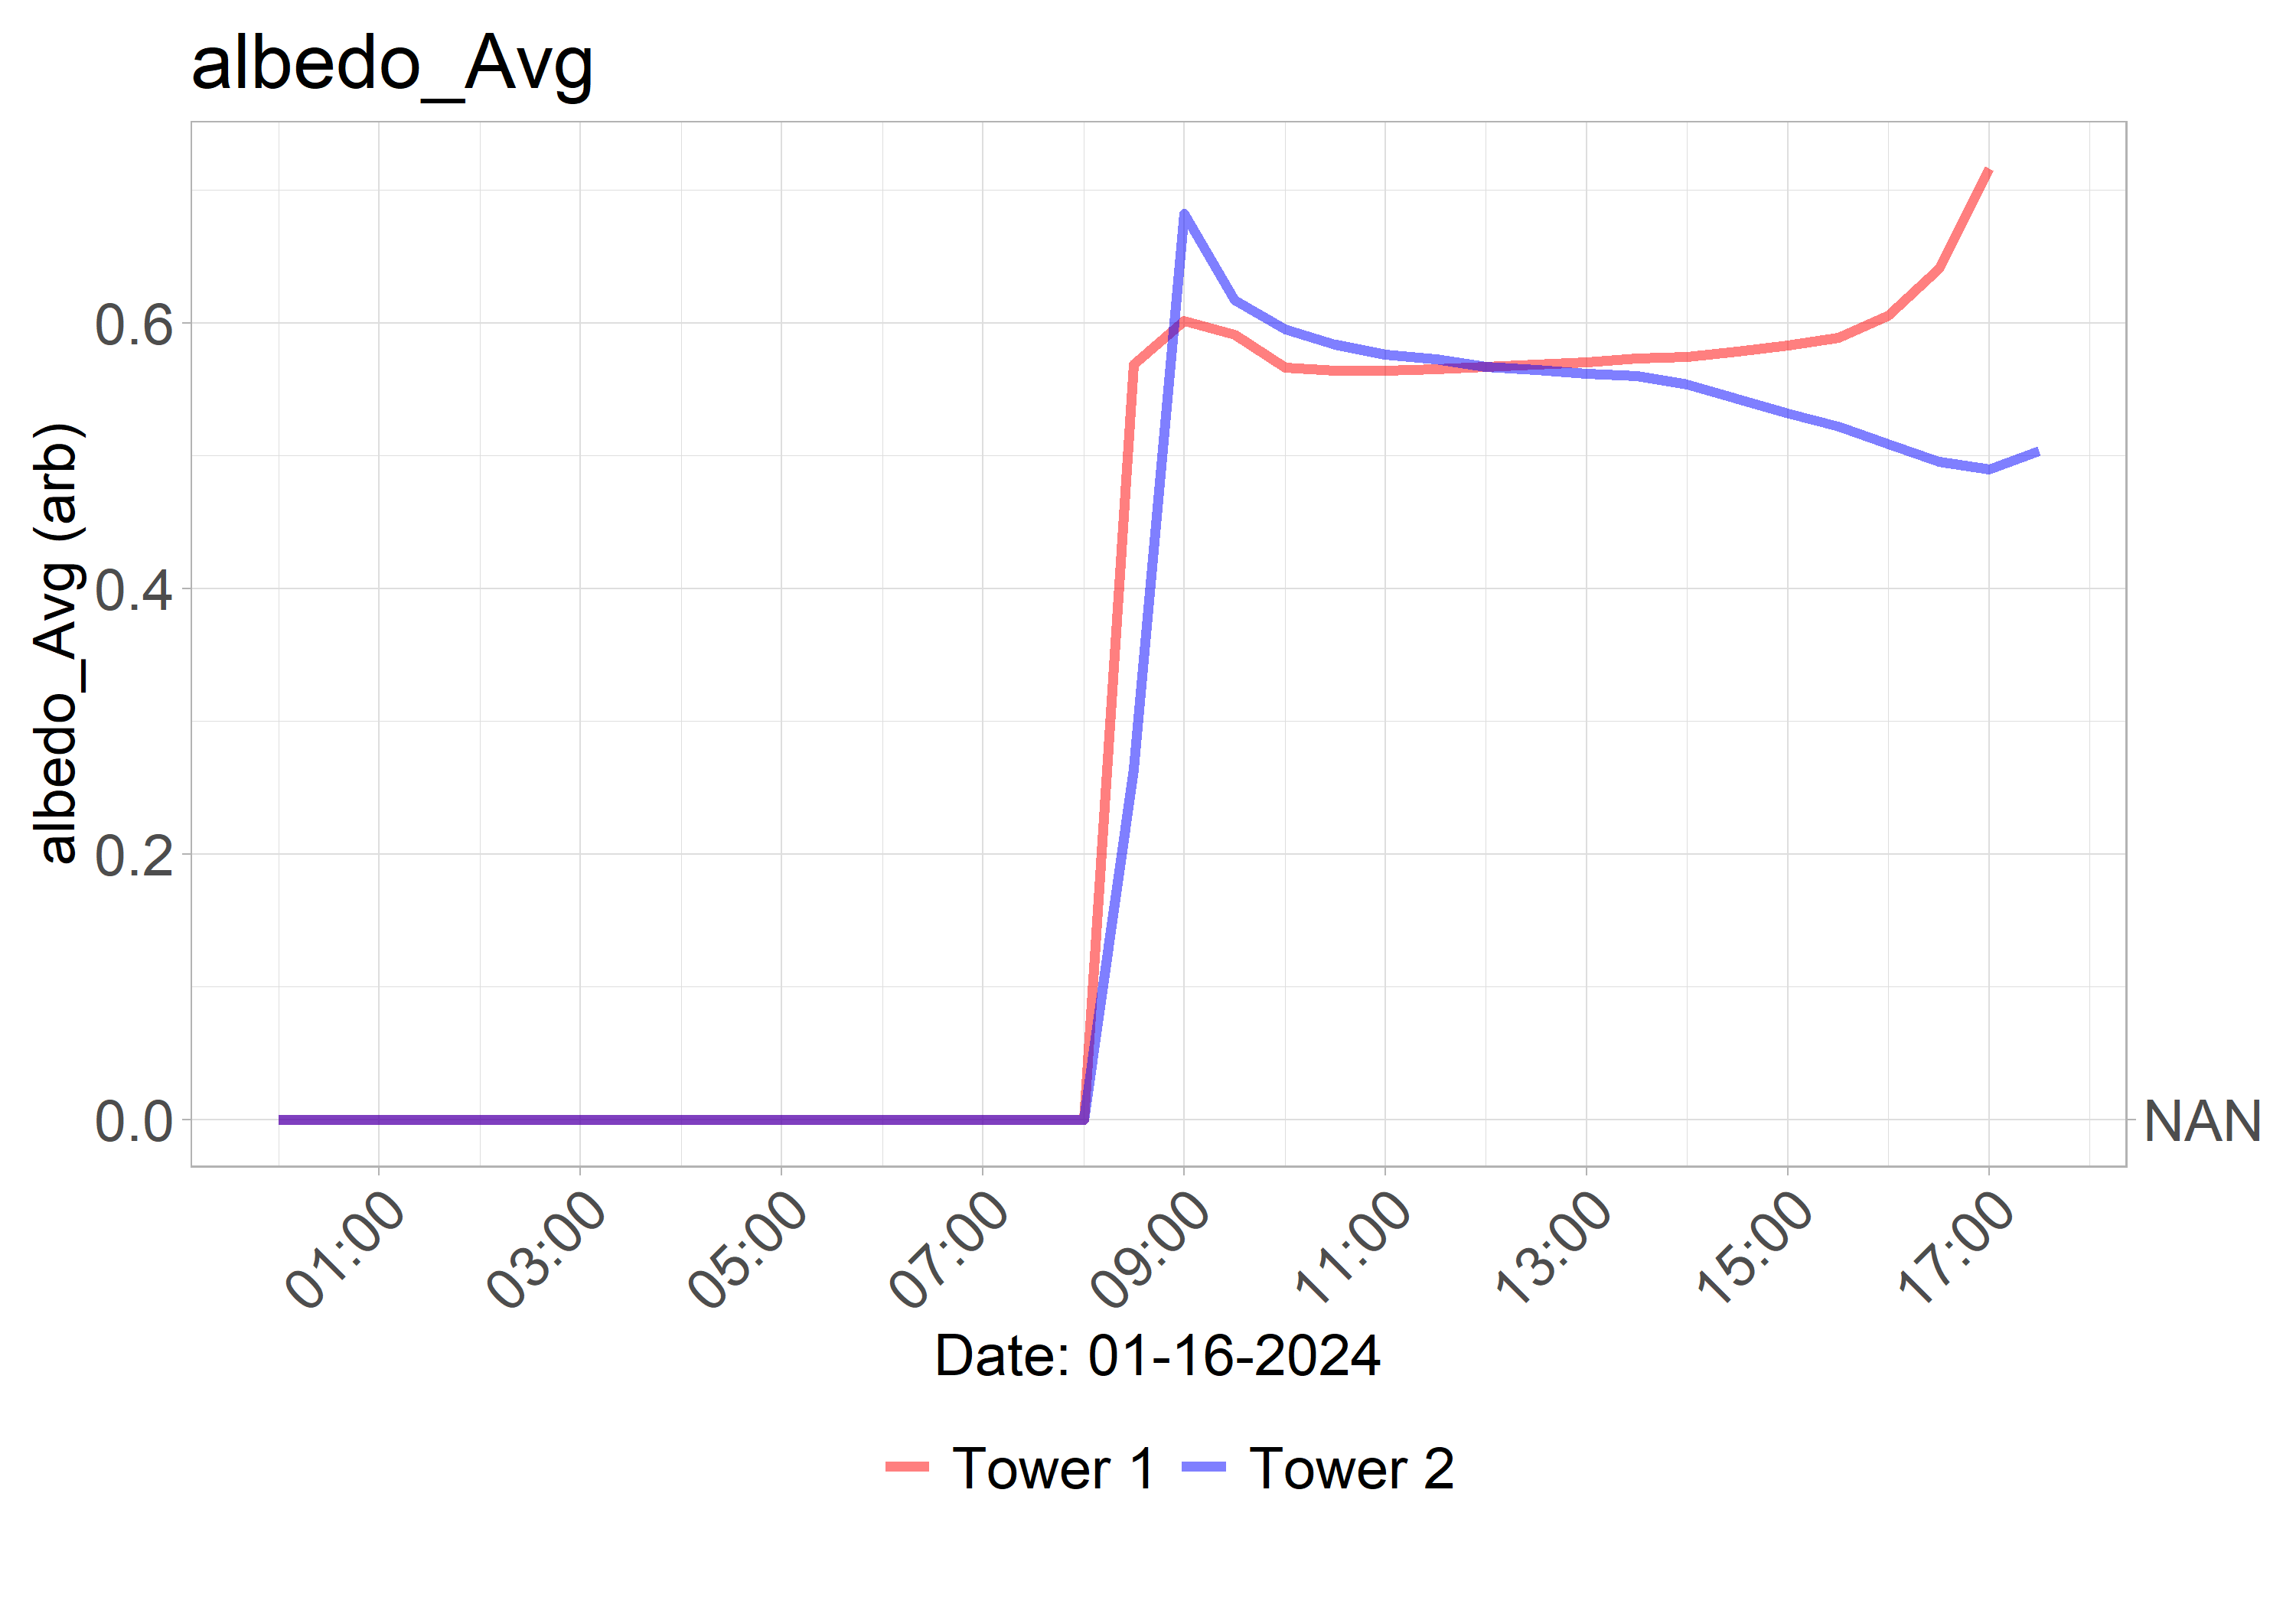 albedo_Avg
albedo_Avg (arb)
0.6
0.4
0.2
0.0
NAN
01:00 03:00 05:00 07:00 09:00 11:00 13:00 15:00 17:00
Date: 01-16-2024
Tower 1 Tower 2